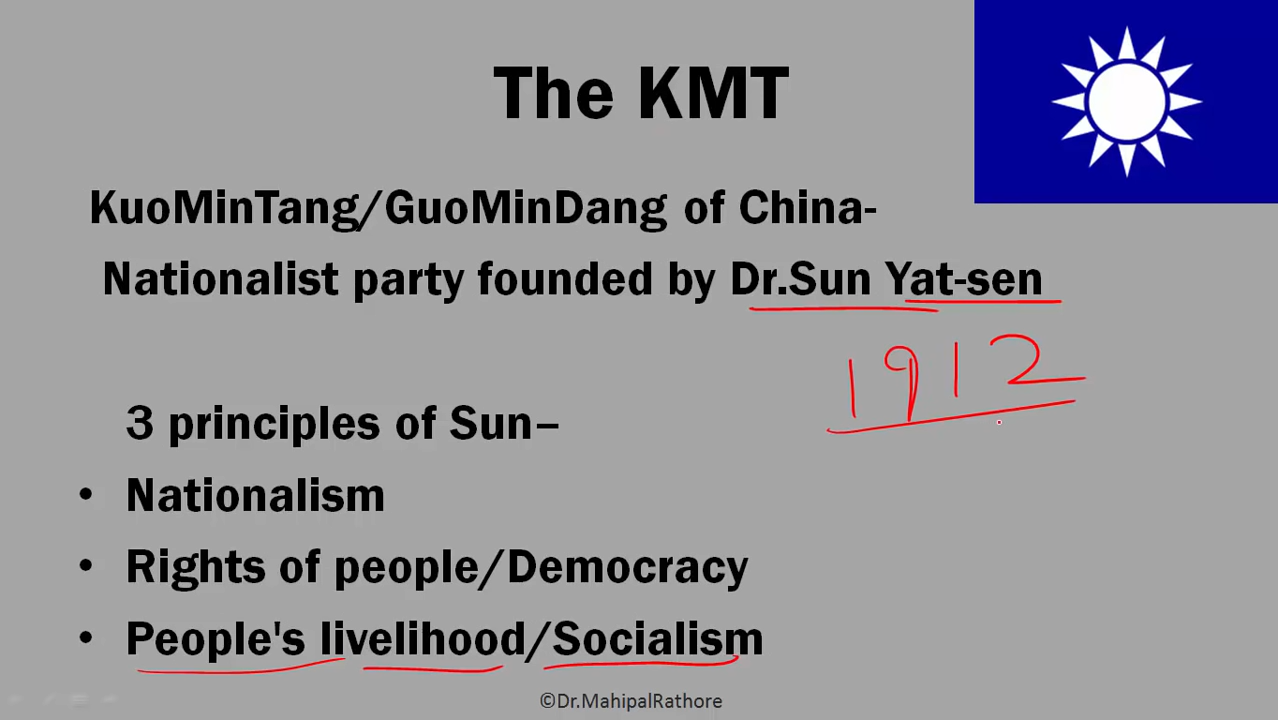 The KMT
KuoMinTang/GuoMinDang of China-
Nationalist party founded by Dr.Sun Yat-sen
1912
3 principles of Sun–
• Nationalism
• Rights of people/Democracy
• People's livelihood/Socialism
©Dr.MahipalRathore